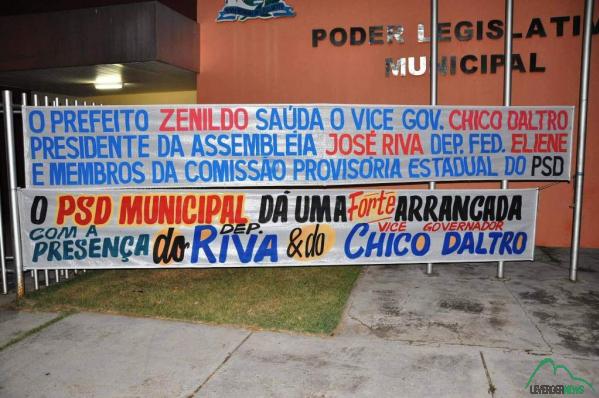 PODER LEGISLATIVO
MUNICIPAL
O PREFEITO ZENILDO SAÚDA O VICE GOV. CHICO DALTRO
PRESIDENTE DA ASSEMBLÉIA JOSÉ RIVA DEP. FED. ELIENE
E MEMBROS DA COMISSÃO PROVISÓRIA ESTADUAL DO PSD
O PSD MUNICIPAL DÁ UMA Forte ARRANCADA
COM A PRESENÇA do DEP. RIVA & do VICE GOVERNADOR CHICO DALTRO
LEVERGERNEWS